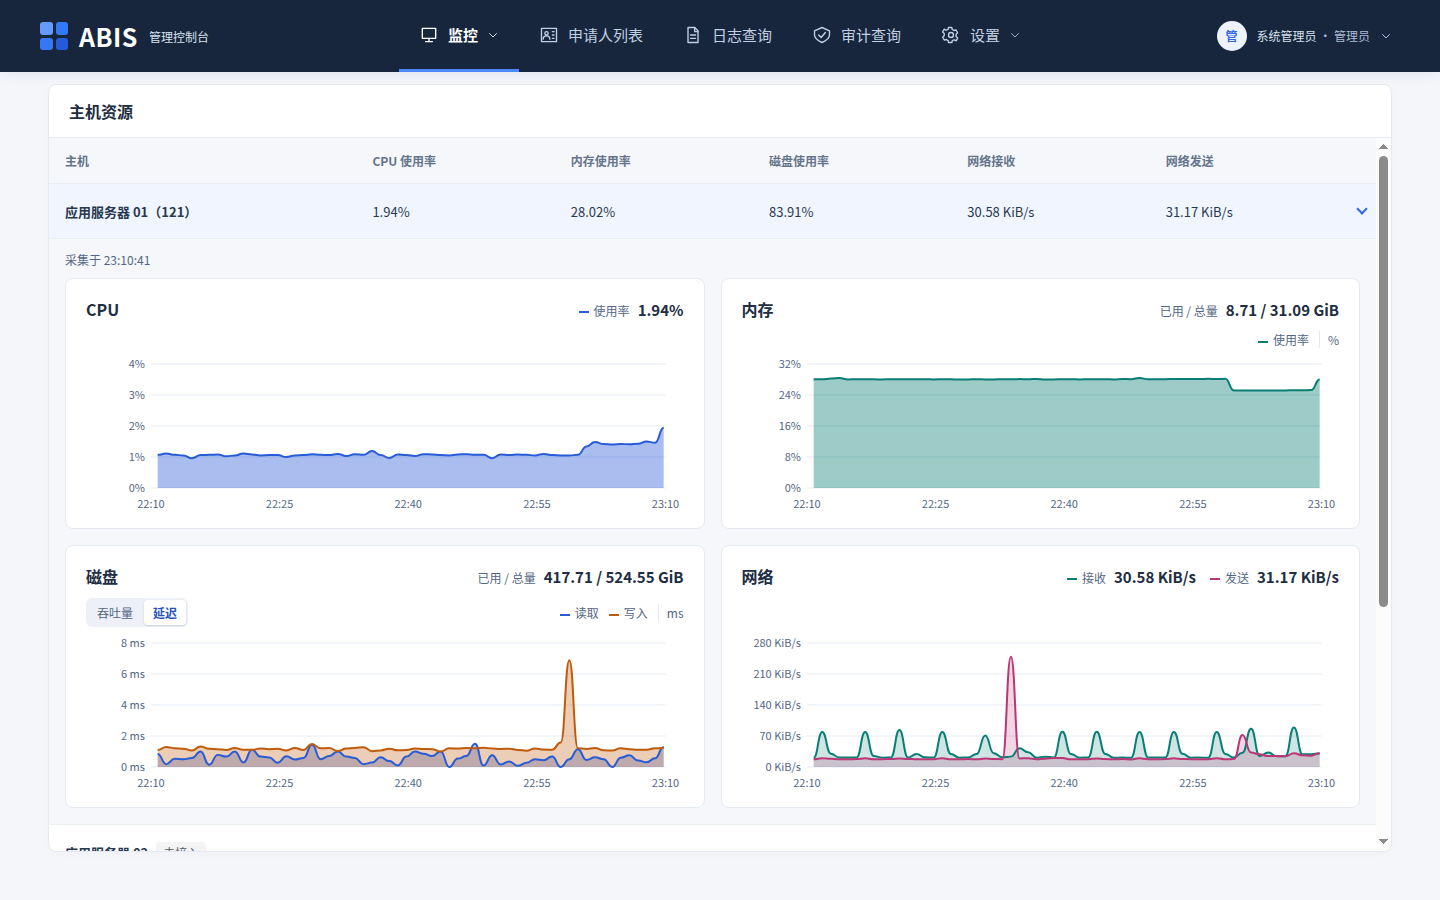 ABIS 管理控制台 监控 申请人列表 日志查询 审计查询 设置 管 系统管理员 · 管理员
主机资源
主机 CPU 使用率 内存使用率 磁盘使用率 网络接收 网络发送
应用服务器 01（121） 1.94% 28.02% 83.91% 30.58 KiB/s 31.17 KiB/s
采集于 23:10:41
CPU 使用率 1.94%
4%
3%
2%
1%
0%
22:10 22:25 22:40 22:55 23:10
内存 已用 / 总量 8.71 / 31.09 GiB
使用率 %
32%
24%
16%
8%
0%
22:10 22:25 22:40 22:55 23:10
磁盘 已用 / 总量 417.71 / 524.55 GiB
吞吐量 延迟 读取 写入 ms
8 ms
6 ms
4 ms
2 ms
0 ms
22:10 22:25 22:40 22:55 23:10
网络 接收 30.58 KiB/s 发送 31.17 KiB/s
280 KiB/s
210 KiB/s
140 KiB/s
70 KiB/s
0 KiB/s
22:10 22:25 22:40 22:55 23:10
应用服务器 02